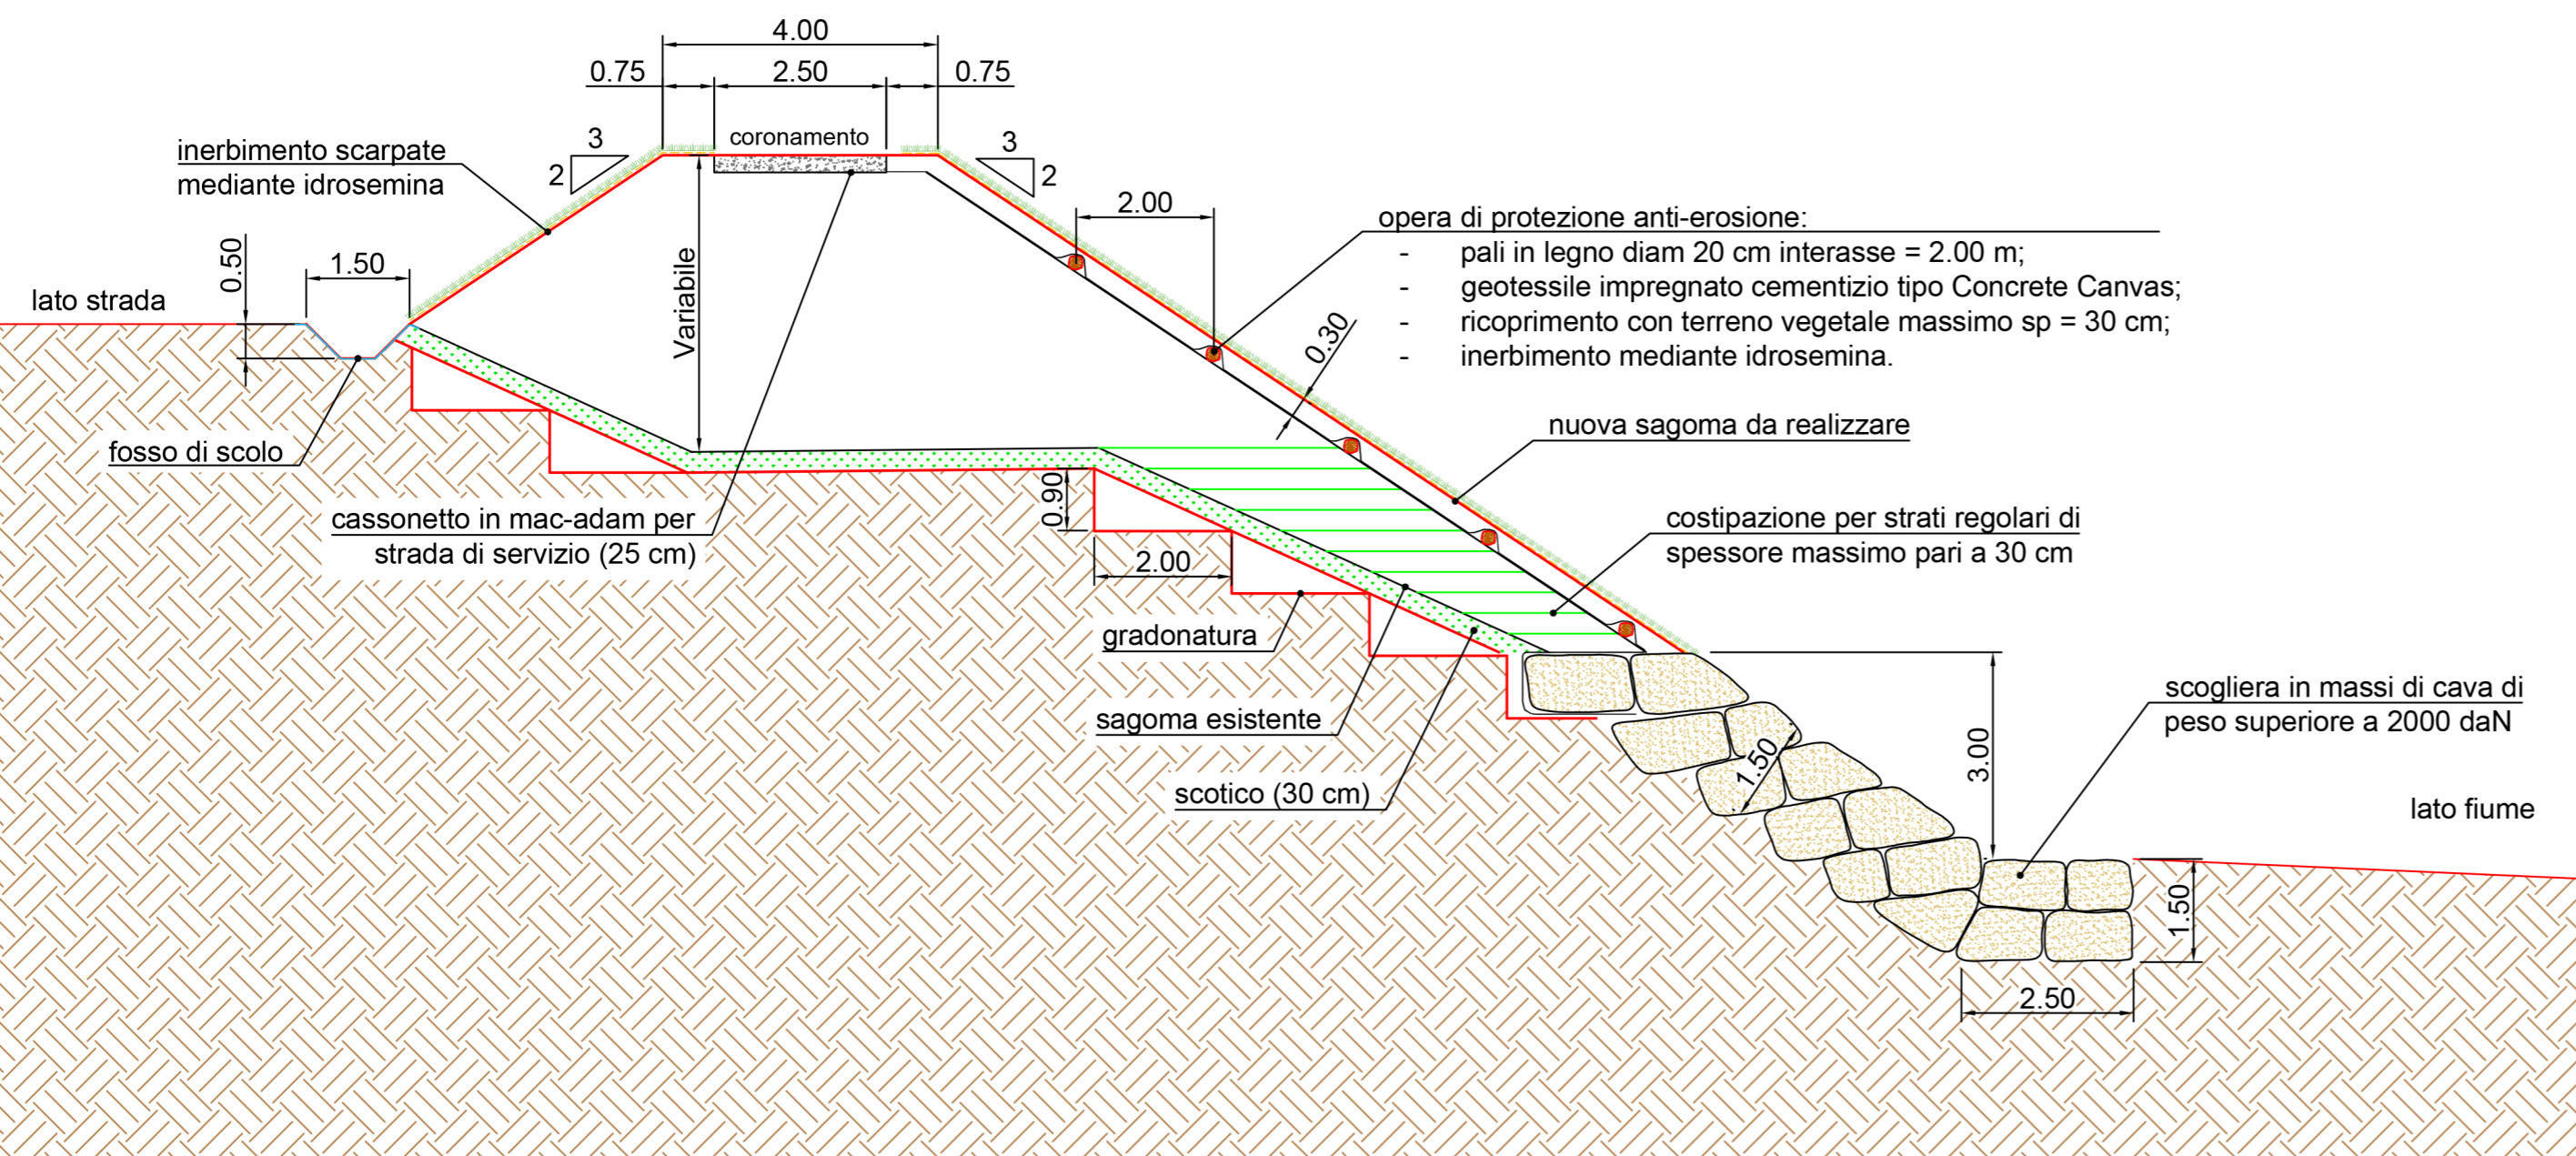 4.00
0.75
2.50
0.75
coronamento
3
2
3
2
inerbimento scarpate
mediante idrosemina
2.00
opera di protezione anti-erosione:
- pali in legno diam 20 cm interasse = 2.00 m;
- geotessile impregnato cementizio tipo Concrete Canvas;
- ricoprimento con terreno vegetale massimo sp = 30 cm;
- inerbimento mediante idrosemina.
0.50
1.50
lato strada
Variabile
0.30
nuova sagoma da realizzare
fosso di scolo
0.90
cassonetto in mac-adam per
strada di servizio (25 cm)
costipazione per strati regolari di
spessore massimo pari a 30 cm
2.00
gradonatura
sagoma esistente
scotico (30 cm)
1.50
3.00
scogliera in massi di cava di
peso superiore a 2000 daN
lato fiume
1.50
2.50